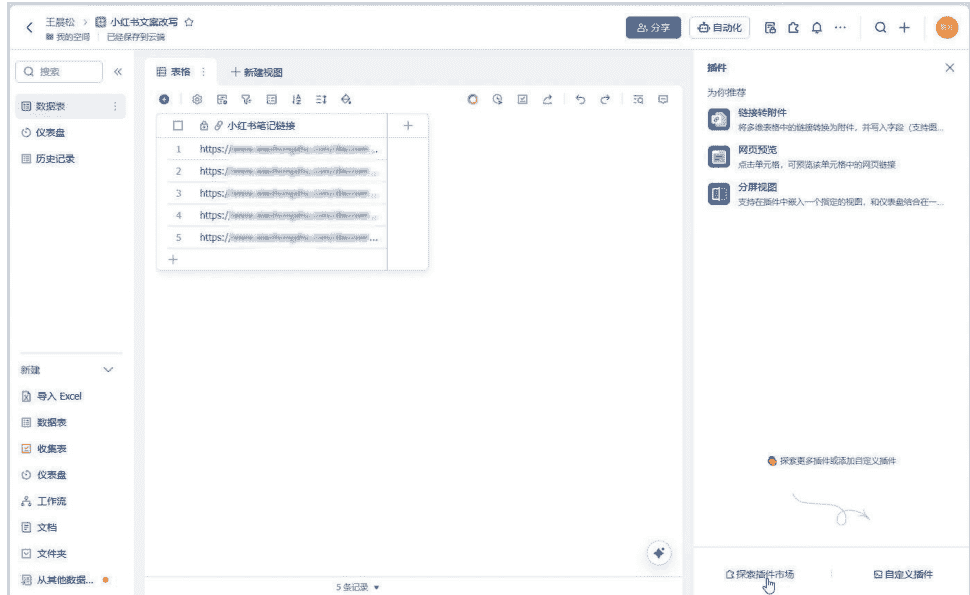 王晨松 > 小红书文案改写
我的空间 已经保存到云端
分享
自动化
搜索
数据表
仪表盘
历史记录
表格
新建视图
小红书笔记链接
1 https://
2 https://
3 https://
4 https://
5 https://
5 条记录
新建
导入 Excel
数据表
收集表
仪表盘
工作流
文档
文件夹
从其他数据...
插件
为你推荐
链接转附件
将多维表格中的链接转换为附件，并写入字段（支持图...
网页预览
点击单元格，可预览该单元格中的网页链接
分屏视图
支持在插件中嵌入一个指定的视图，和仪表盘结合在一...
探索更多插件或添加自定义插件
探索插件市场
自定义插件